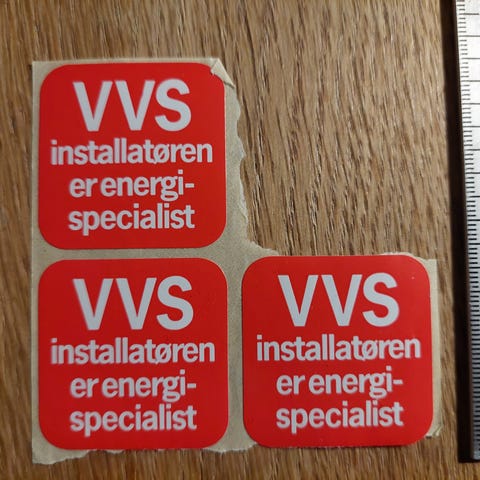 VVS
installatøren
er energi-
specialist
VVS
installatøren
er energi-
specialist
VVS
installatøren
er energi-
specialist